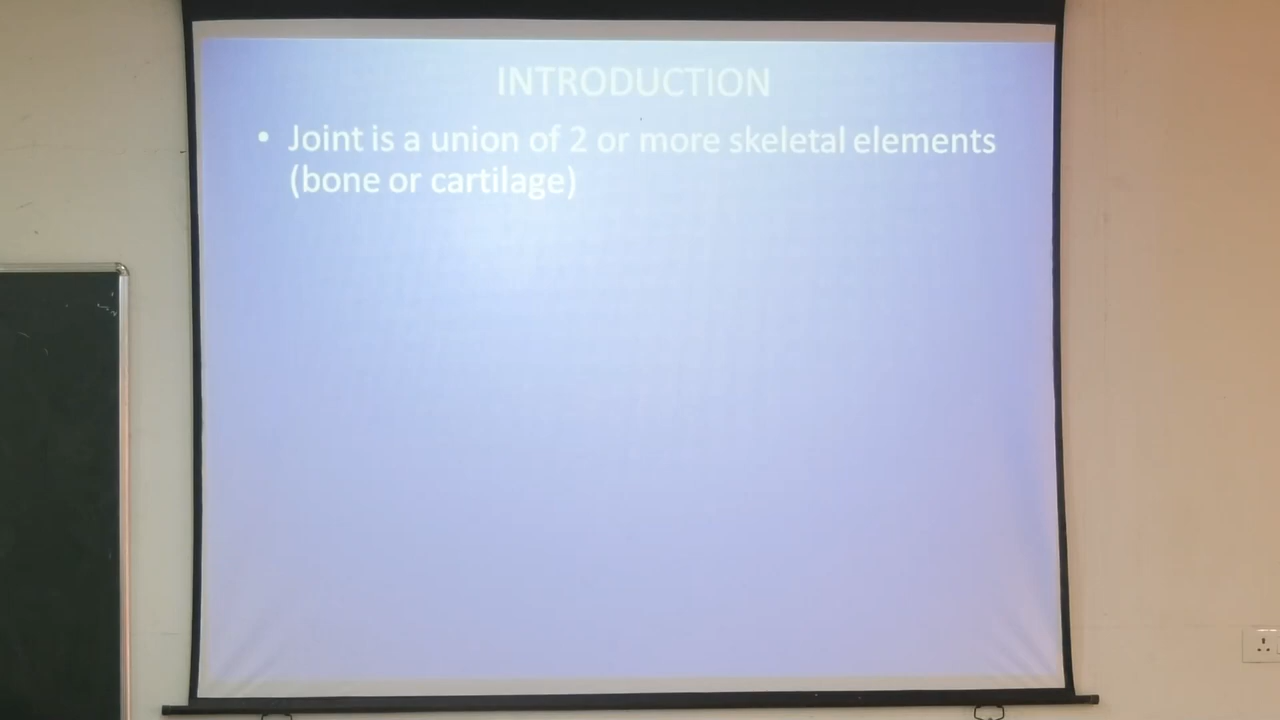 INTRODUCTION
• Joint is a union of 2 or more skeletal elements
(bone or cartilage)